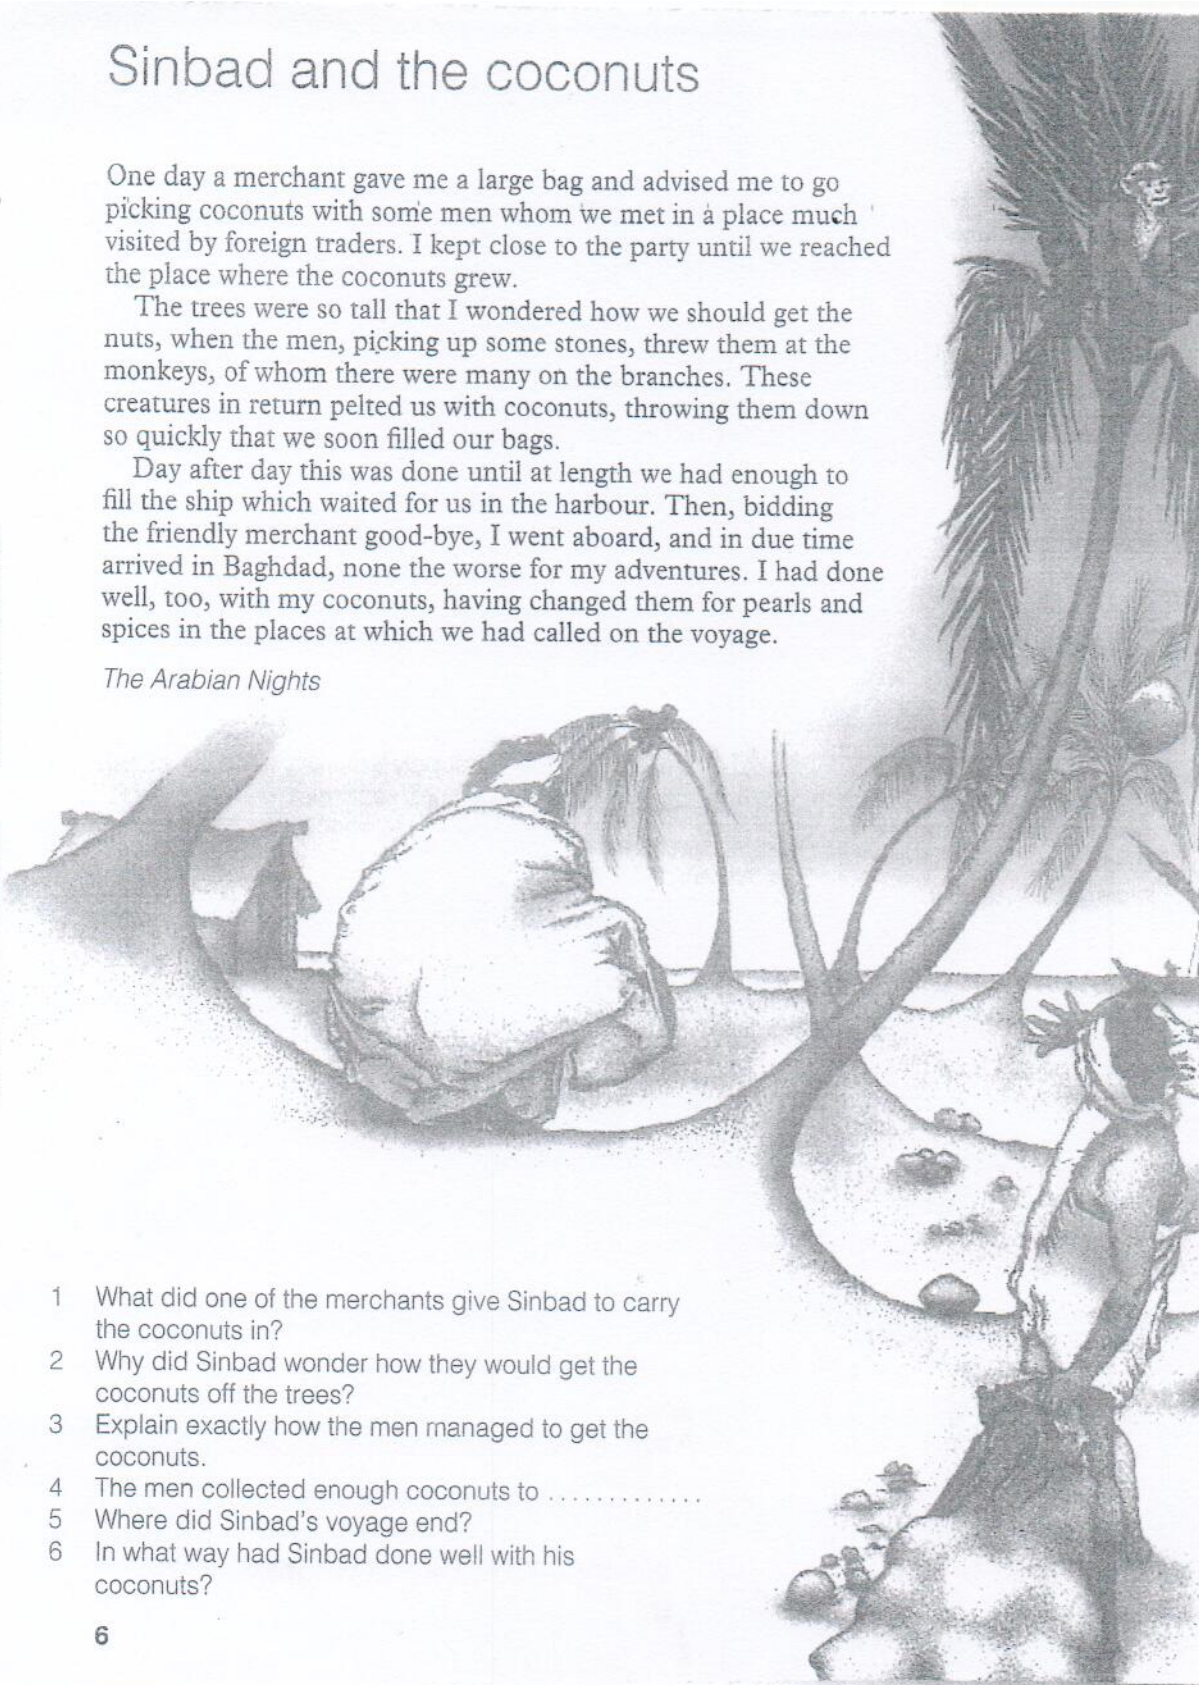 Sinbad and the coconuts
One day a merchant gave me a large bag and advised me to go
picking coconuts with some men whom we met in a place much
visited by foreign traders. I kept close to the party until we reached
the place where the coconuts grew.
The trees were so tall that I wondered how we should get the
nuts, when the men, picking up some stones, threw them at the
monkeys, of whom there were many on the branches. These
creatures in return pelted us with coconuts, throwing them down
so quickly that we soon filled our bags.
Day after day this was done until at length we had enough to
fill the ship which waited for us in the harbour. Then, bidding
the friendly merchant good-bye, I went aboard, and in due time
arrived in Baghdad, none the worse for my adventures. I had done
well, too, with my coconuts, having changed them for pearls and
spices in the places at which we had called on the voyage.
The Arabian Nights
1 What did one of the merchants give Sinbad to carry
the coconuts in?
2 Why did Sinbad wonder how they would get the
coconuts off the trees?
3 Explain exactly how the men managed to get the
coconuts.
4 The men collected enough coconuts to .............
5 Where did Sinbad's voyage end?
6 In what way had Sinbad done well with his
coconuts?
6